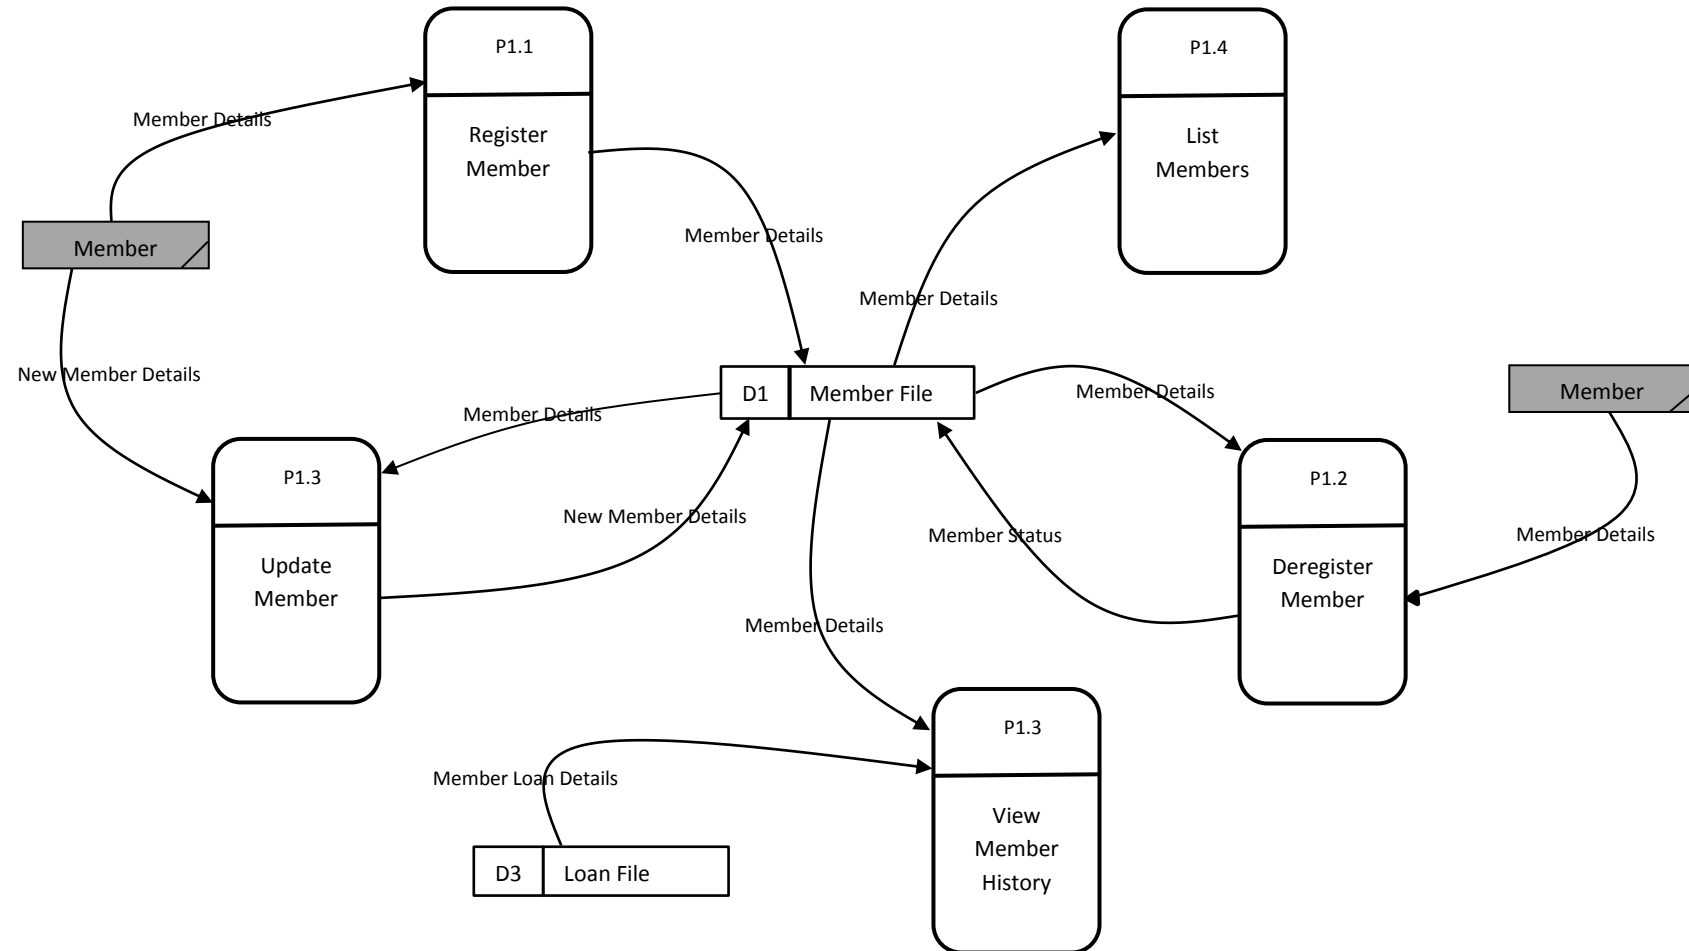 P1.1
P1.4
Member Details
Register
Member
List
Members
Member
Member Details
Member Details
New Member Details
D1
Member File
Member Details
Member
Member Details
P1.3
P1.2
New Member Details
Member Status
Member Details
Update
Member
Deregister
Member
Member Details
P1.3
Member Loan Details
View
Member
History
D3
Loan File